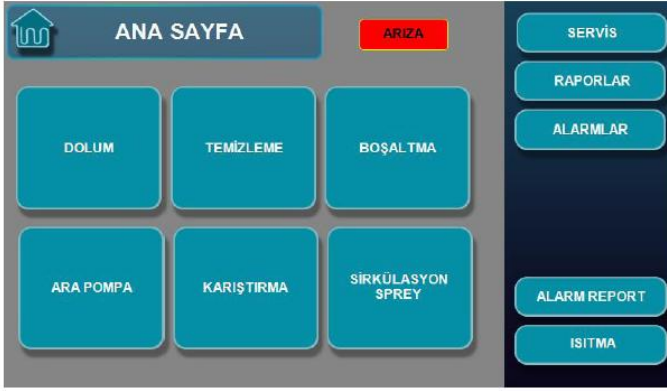 ANA SAYFA
ARIZA
DOLUM
TEMİZLEME
BOŞALTMA
ARA POMPA
KARIŞTIRMA
SİRKÜLASYON
SPREY
SERVİS
RAPORLAR
ALARMLAR
ALARM REPORT
ISITMA